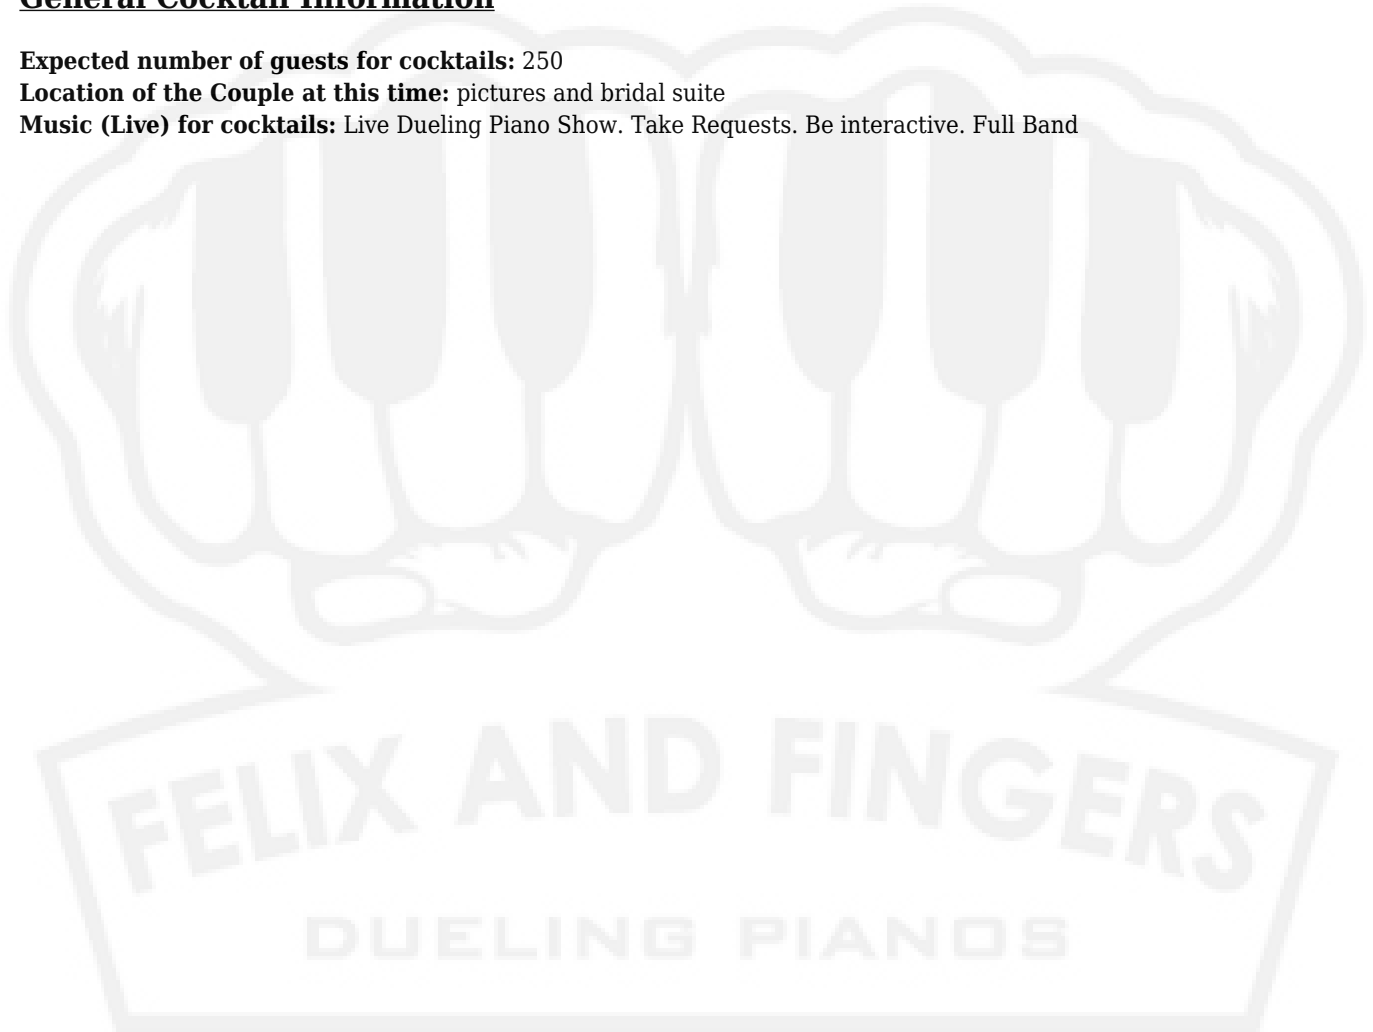 General Cocktail Information
Expected number of guests for cocktails: 250
Location of the Couple at this time: pictures and bridal suite
Music (Live) for cocktails: Live Dueling Piano Show. Take Requests. Be interactive. Full Band
FELIX AND FINGERS
DUELING PIANOS